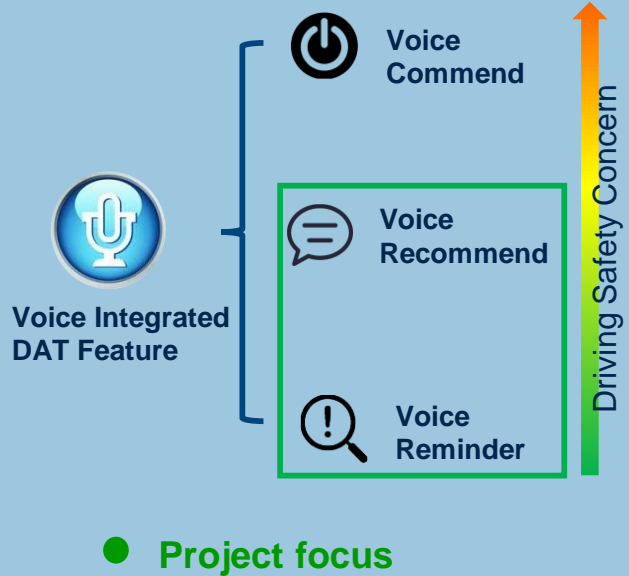 Voice
Commend
Voice
Recommend
Voice Integrated
DAT Feature
Voice
Reminder
Driving Safety Concern
Project focus